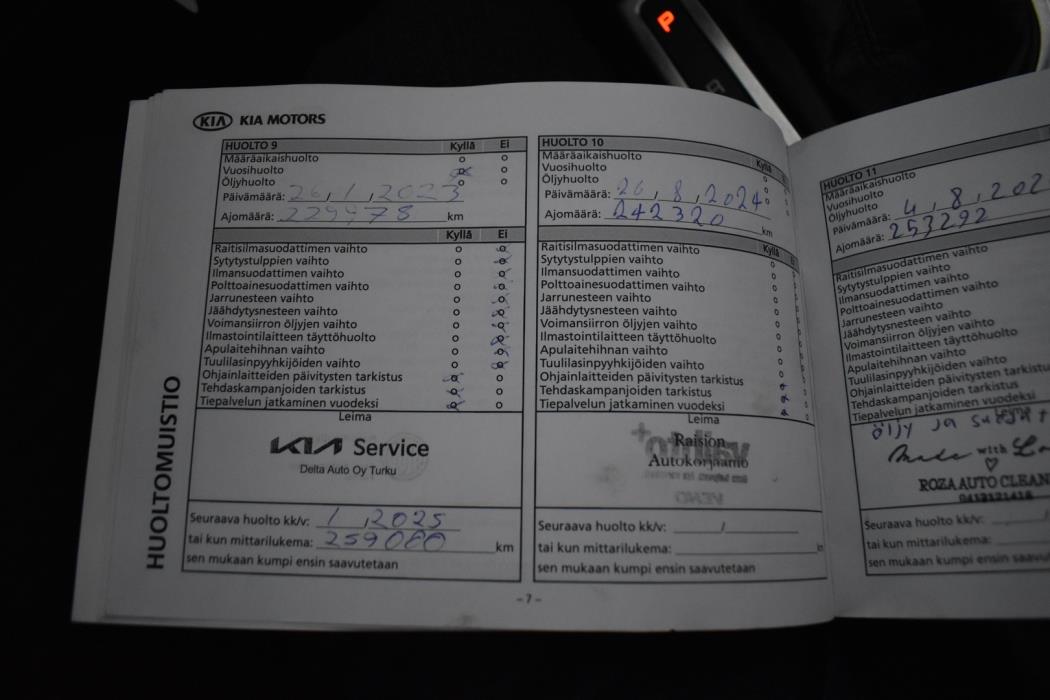 P
R
KIA KIA MOTORS
HUOLTO 9 Kyllä Ei
Määräaikaishuolto
Vuosihuolto
Öljyhuolto
Päivämäärä: 26,1,2023
Ajomäärä: 229978 km
Kyllä Ei
Raitisilmasuodattimen vaihto
Sytytystulppien vaihto
Ilmansuodattimen vaihto
Polttoainesuodattimen vaihto
Jarrunesteen vaihto
Jäähdytysnesteen vaihto
Voimansiirron öljyjen vaihto
Ilmastointilaitteen täyttöhuolto
Apulaitehihnan vaihto
Tuulilasinpyyhkijöiden vaihto
Ohjainlaitteiden päivitysten tarkistus
Tehdaskampanjoiden tarkistus
Tiepalvelun jatkaminen vuodeksi
Leima
KIA Service
Delta Auto Oy Turku
Seuraava huolto kk/v: 1,2025
tai kun mittarilukema: 259000 km
sen mukaan kumpi ensin saavutetaan
HUOLTOMUISTIO
HUOLTO 10 Kyllä
Määräaikaishuolto
Vuosihuolto
Öljyhuolto
Päivämäärä: 26,8,2024
Ajomäärä: 242320 km
Kyllä Ei
Raitisilmasuodattimen vaihto
Sytytystulppien vaihto
Ilmansuodattimen vaihto
Polttoainesuodattimen vaihto
Jarrunesteen vaihto
Jäähdytysnesteen vaihto
Voimansiirron öljyjen vaihto
Ilmastointilaitteen täyttöhuolto
Apulaitehihnan vaihto
Tuulilasinpyyhkijöiden vaihto
Ohjainlaitteiden päivitysten tarkistus
Tehdaskampanjoiden tarkistus
Tiepalvelun jatkaminen vuodeksi
Leima
Raision
Autokorjaamo
Seuraava huolto kk/v: /
tai kun mittarilukema:
sen mukaan kumpi ensin saavutetaan
-7-
HUOLTO 11
Määräaikaishuolto
Vuosihuolto
Öljyhuolto
Päivämäärä: 4,8,202
Ajomäärä: 253292
Raitisilmasuodattimen vaihto
Sytytystulppien vaihto
Ilmansuodattimen vaihto
Polttoainesuodattimen vaihto
Jarrunesteen vaihto
Jäähdytysnesteen vaihto
Voimansiirron öljyjen vaihto
Ilmastointilaitteen täyttöhuolto
Apulaitehihnan vaihto
Tuulilasinpyyhkijöiden vaihto
Ohjainlaitteiden päivitysten tarkistus
Tehdaskampanjoiden tarkistus
Tiepalvelun jatkaminen vuodeksi
öljy ja
Made with
ROZA AUTO CLEAN
Seuraava huolto kk/v:
tai kun mittarilukema:
sen mukaan kumpi ensin saavutetaan